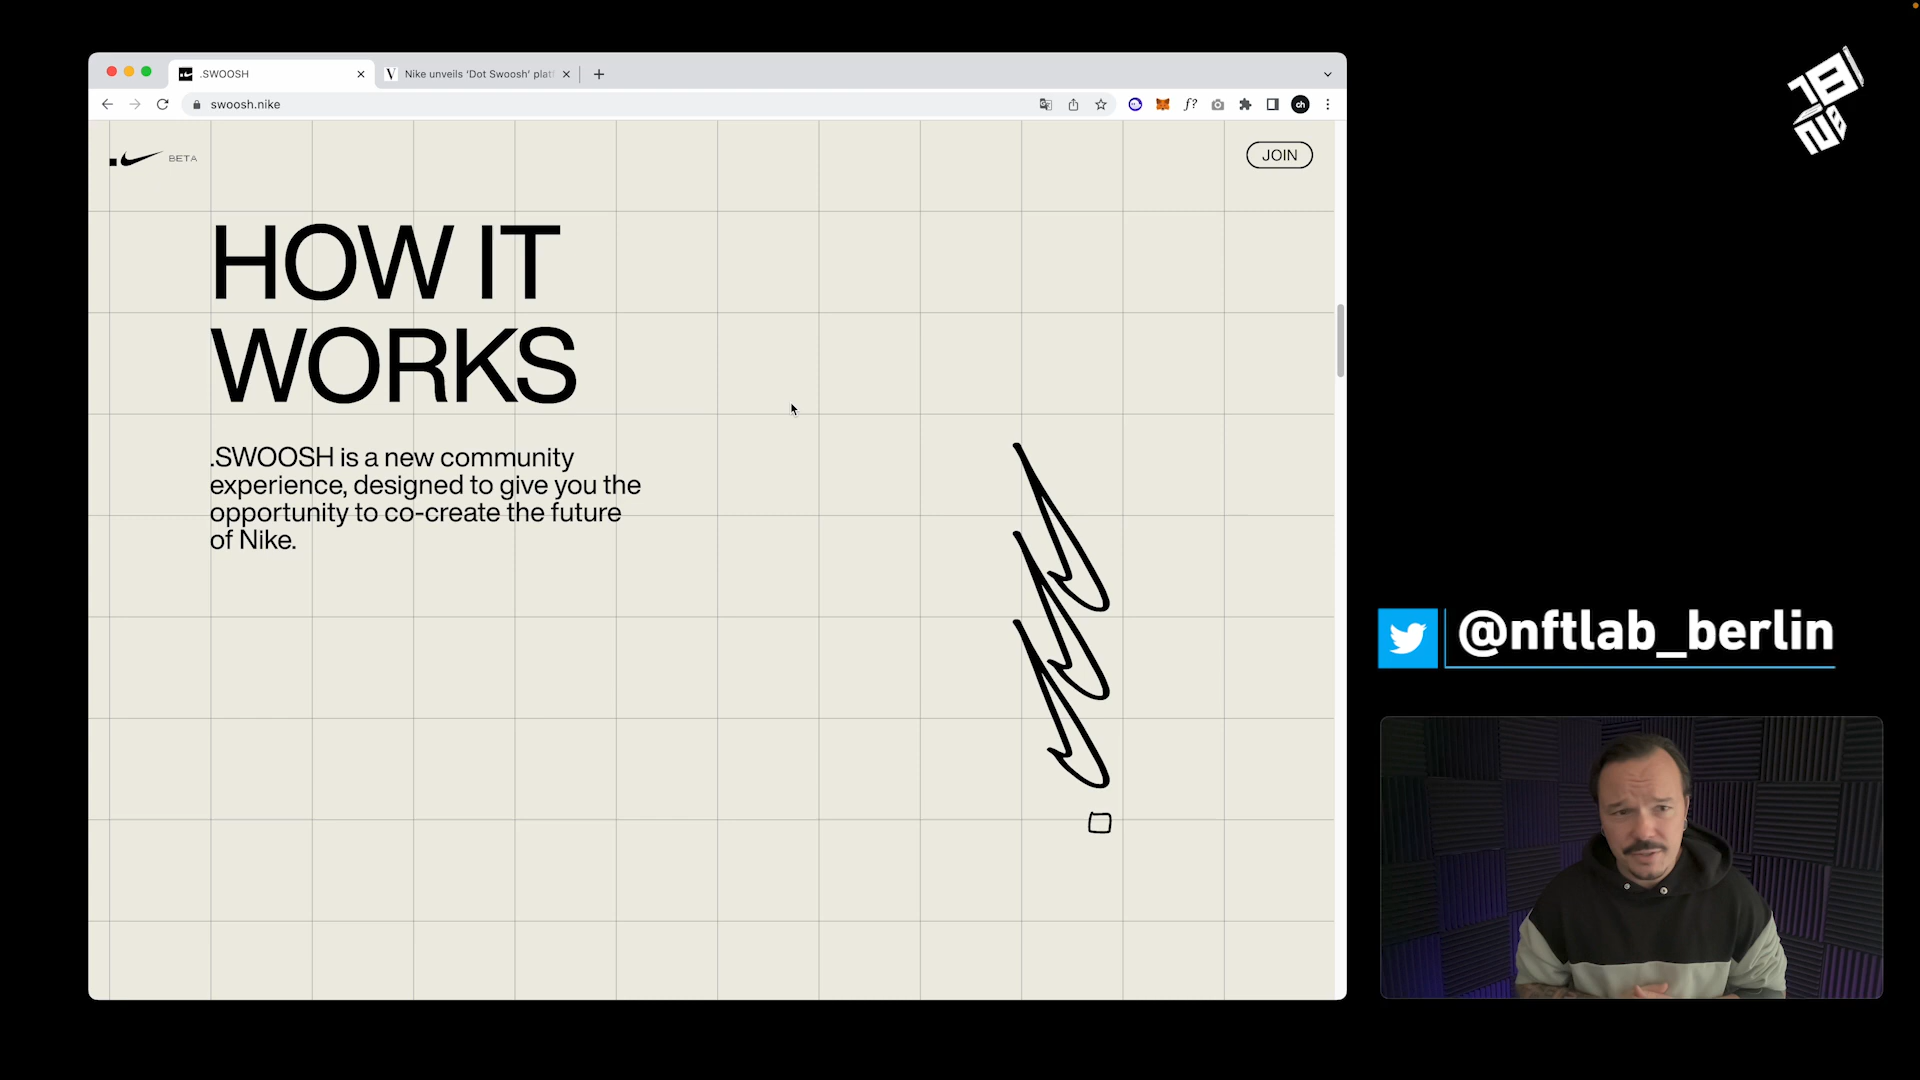 .SWOOSH
Nike unveils 'Dot Swoosh' plat
swoosh.nike
f?
ch
BETA
JOIN
HOW IT
WORKS
.SWOOSH is a new community
experience, designed to give you the
opportunity to co-create the future
of Nike.
@nftlab_berlin